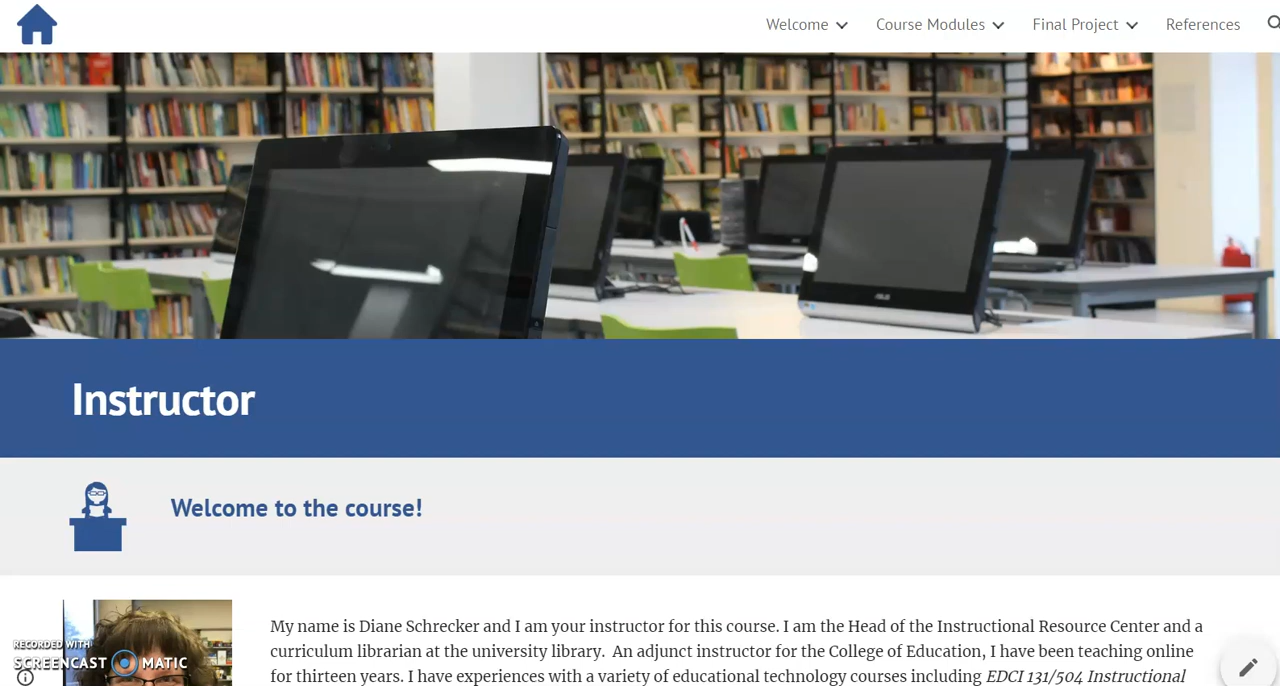 Welcome
Course Modules
Final Project
References
ASUS
Instructor
Welcome to the course!
My name is Diane Schrecker and I am your instructor for this course. I am the Head of the Instructional Resource Center and a
curriculum librarian at the university library. An adjunct instructor for the College of Education, I have been teaching online
for thirteen years. I have experiences with a variety of educational technology courses including EDCI 131/504 Instructional
RECORDED WITH
SCREENCAST MATIC